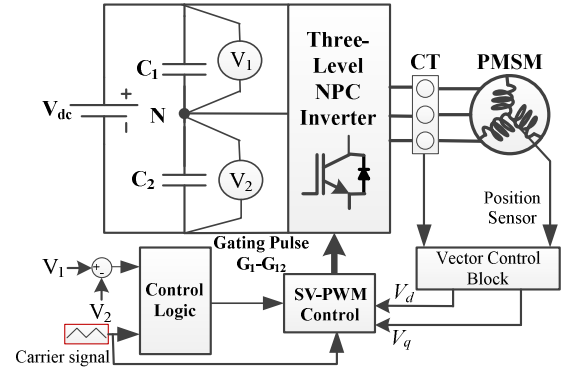 Three-
Level
NPC
Inverter
CT
PMSM
C1
V1
Vdc
+
-
N
C2
V2
Position
Sensor
Gating Pulse
G1-G12
V1
+
-
V2
Control
Logic
SV-PWM
Control
Vector Control
Block
Vd
Vq
Carrier signal